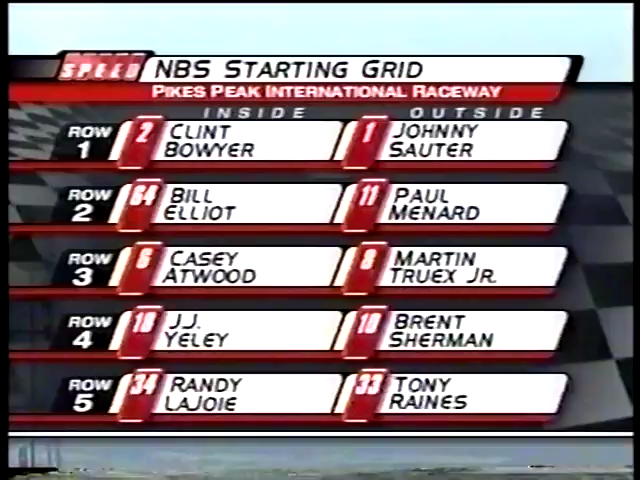 SPEED NBS STARTING GRID
PIKES PEAK INTERNATIONAL RACEWAY
INSIDE OUTSIDE
ROW 1 2 CLINT BOWYER 1 JOHNNY SAUTER
ROW 2 64 BILL ELLIOT 11 PAUL MENARD
ROW 3 6 CASEY ATWOOD 8 MARTIN TRUEX JR.
ROW 4 18 J.J. YELEY 10 BRENT SHERMAN
ROW 5 34 RANDY LAJOIE 33 TONY RAINES